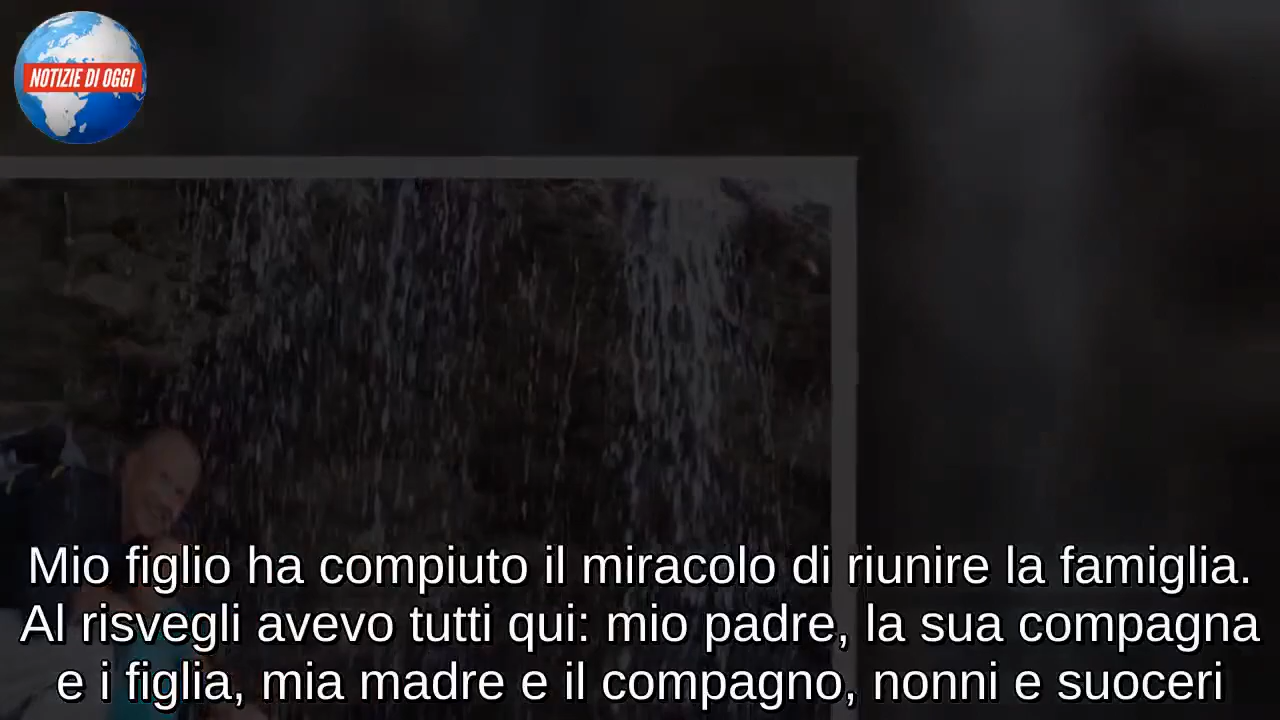 NOTIZIE DI OGGI
Mio figlio ha compiuto il miracolo di riunire la famiglia.
Al risvegli avevo tutti qui: mio padre, la sua compagna
e i figlia, mia madre e il compagno, nonni e suoceri